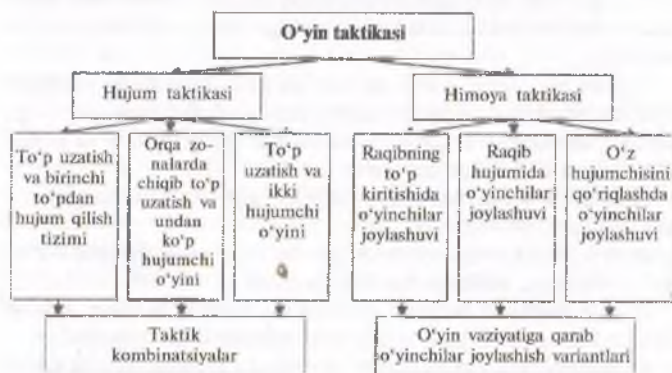 O‘yin taktikasi
Hujum taktikasi
Himoya taktikasi
To‘p uzatish
va birinchi
to‘pdan
hujum qilish
tizimi
Orqa zo-
nalarda
chiqib to‘p
uzatish va
undan
ko‘p
hujumchi
o‘yini
To‘p
uzatish va
ikki
hujumchi
o‘yini
Raqibning
to‘p
kiritishida
o‘yinchilar
joylashuvi
Raqib
hujumida
o‘yinchilar
joylashuvi
O‘z
hujumchisini
qo‘riqlashda
o‘yinchilar
joylashuvi
Taktik
kombinatsiyalar
O‘yin vaziyatiga qarab
o‘yinchilar joylashish variantlari